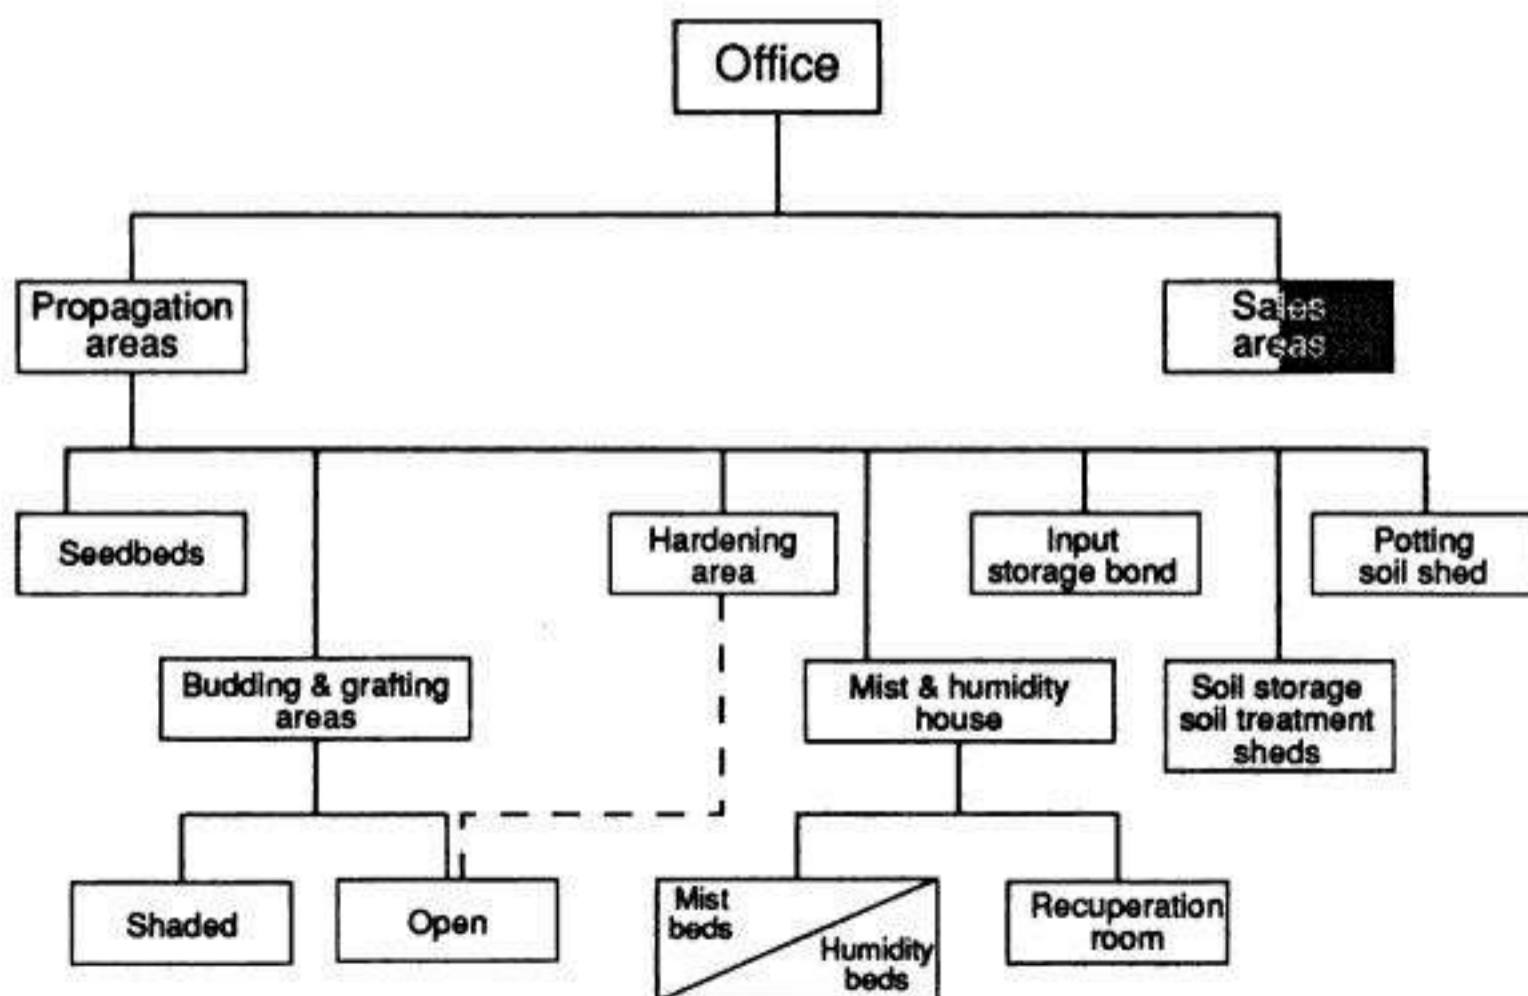 Office
Propagation
areas
Sales
areas
Seedbeds
Hardening
area
Input
storage bond
Potting
soil shed
Budding & grafting
areas
Mist & humidity
house
Soil storage
soil treatment
sheds
Shaded
Open
Mist
beds
Humidity
beds
Recuperation
room